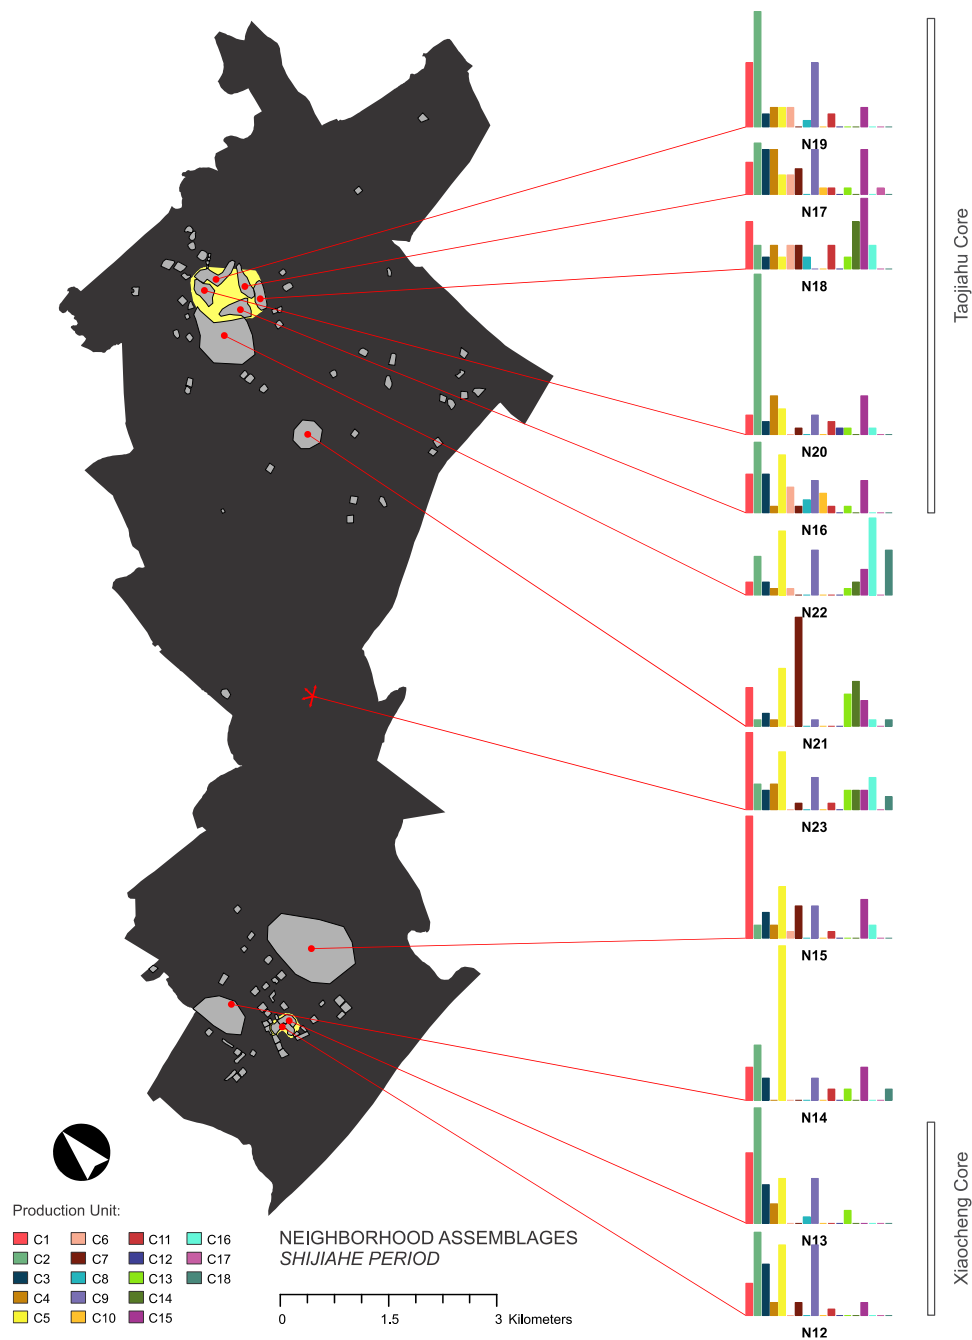 N19
N17
N18
N20
N16
N22
N21
N23
N15
N14
N13
N12
Taojiahu Core
Xiaocheng Core
Production Unit:
C1 C6 C11 C16
C2 C7 C12 C17
C3 C8 C13 C18
C4 C9 C14
C5 C10 C15
NEIGHBORHOOD ASSEMBLAGES
SHIJIAHE PERIOD
0 1.5 3 Kilometers